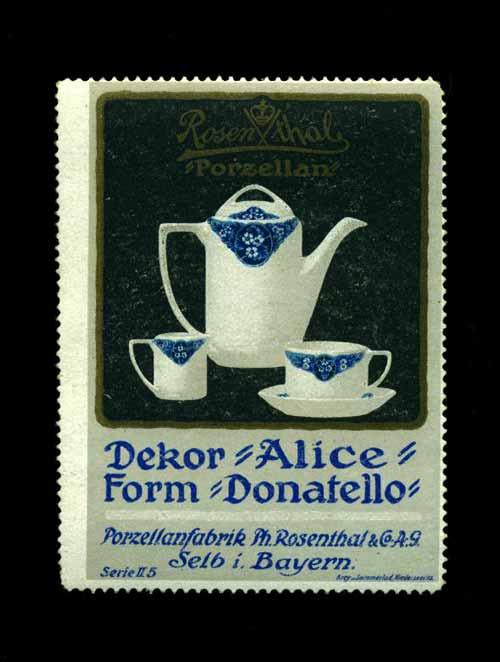 Rosenthal
"Porzellan"
Dekor "Alice"
Form "Donatello"
Porzellanfabrik Ph. Rosenthal & Co. A.G.
Selb i. Bayern.
Serie II. 5